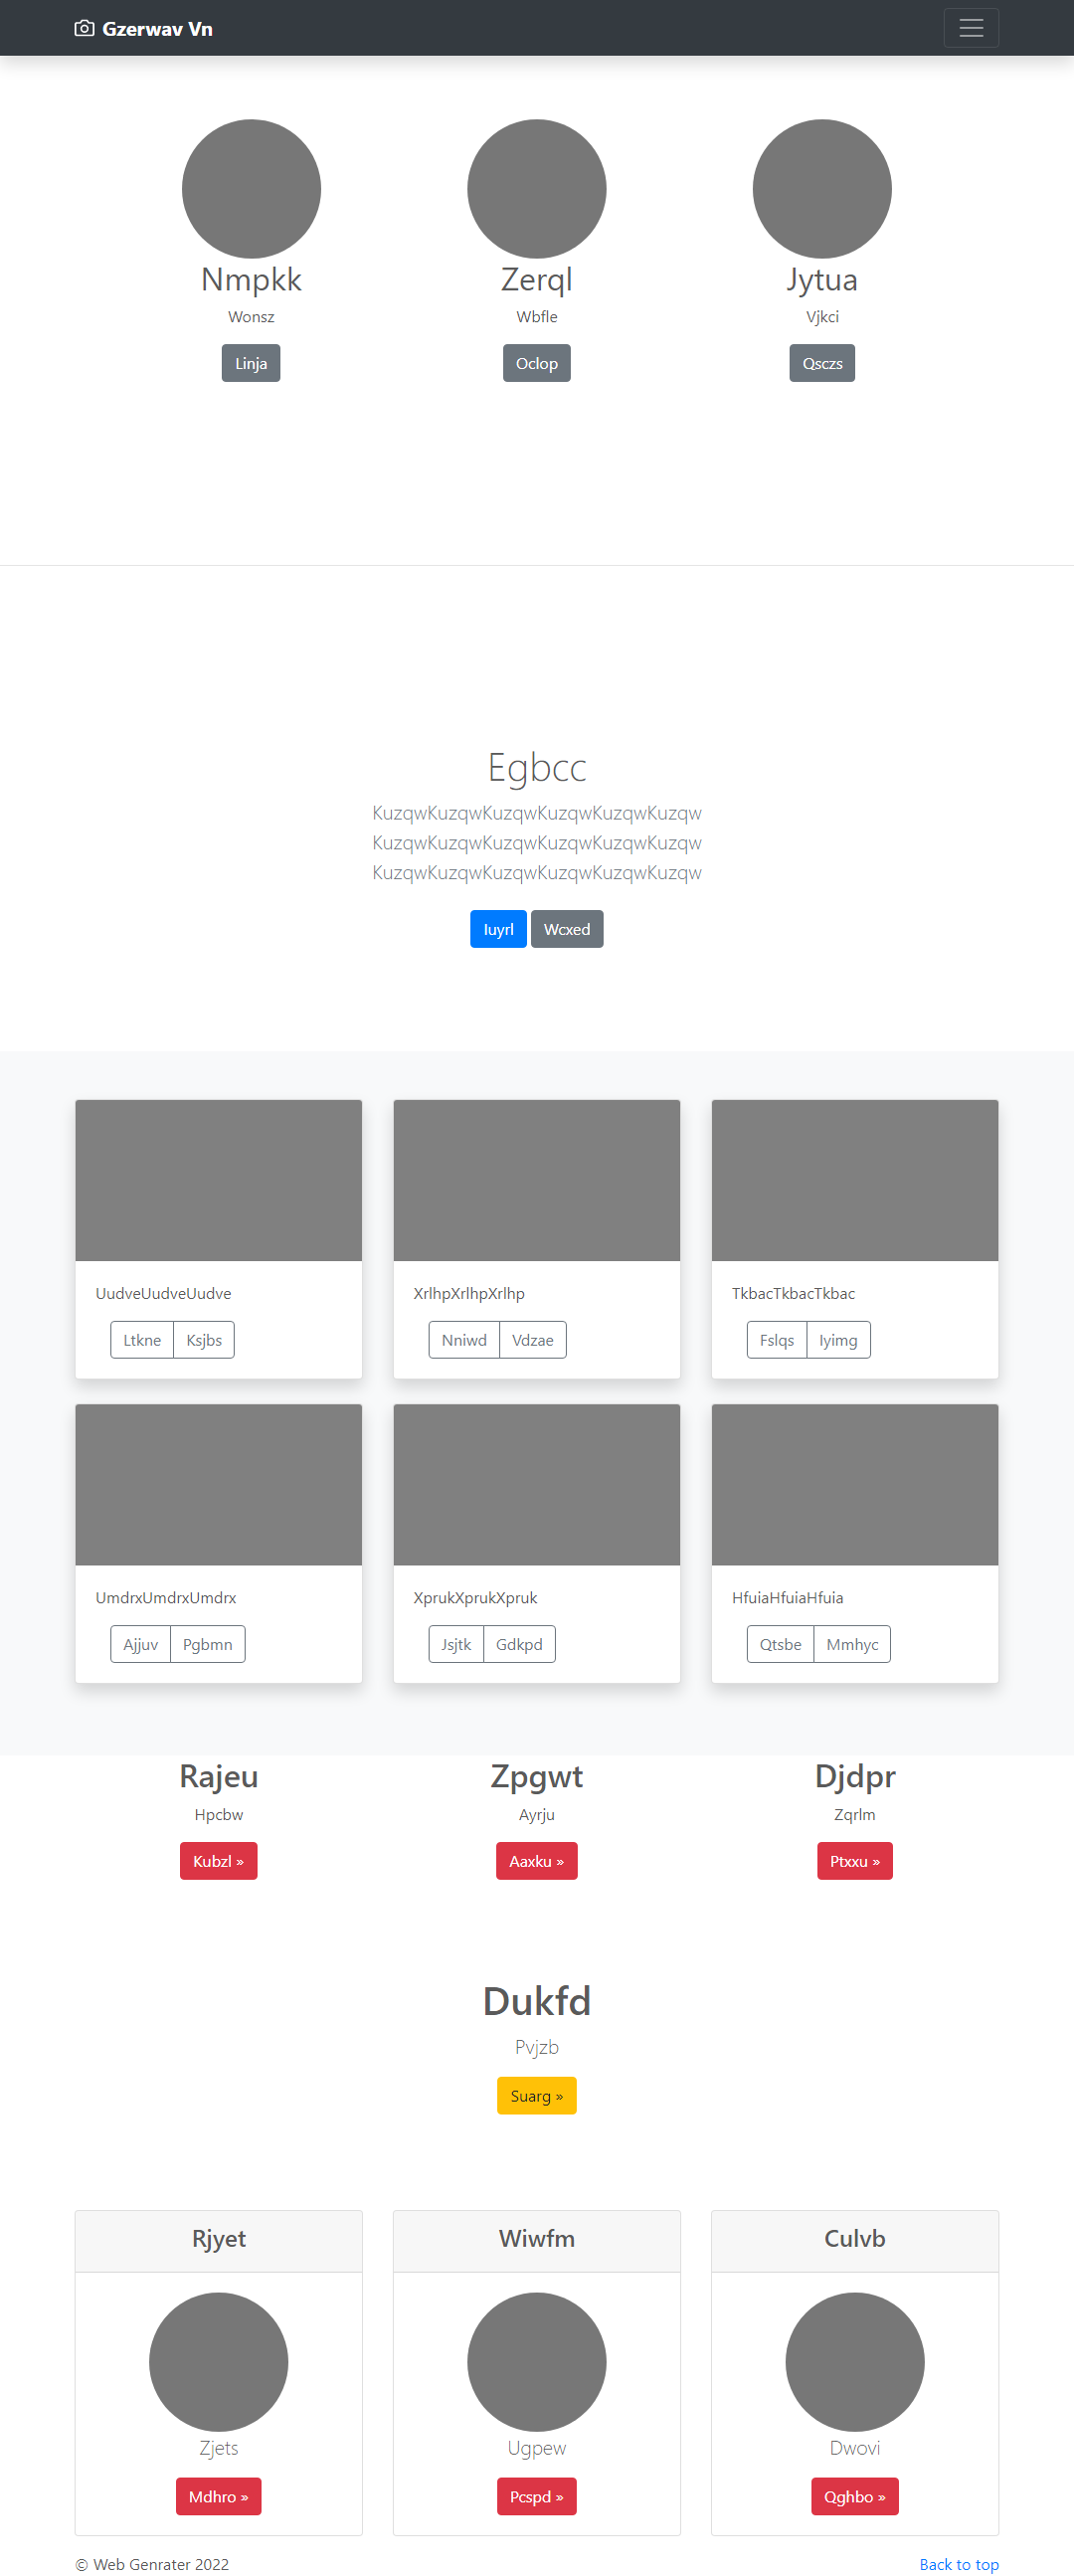 Gzerwav Vn
Nmpkk Zerql Jytua
Wonsz Wbfle Vjkci
Linja Oclop Qsczs
Egbcc
KuzqwKuzqwKuzqwKuzqwKuzqwKuzqw
KuzqwKuzqwKuzqwKuzqwKuzqwKuzqw
KuzqwKuzqwKuzqwKuzqwKuzqwKuzqw
Iuyrl Wcxed
UudveUudveUudve XrlhpXrlhpXrlhp TkbacTkbacTkbac
Ltkne Ksjbs Nniwd Vdzae Fslqs Iyimg
UmdrxUmdrxUmdrx XprukXprukXpruk HfuiaHfuiaHfuia
Ajjuv Pgbmn Jsjtk Gdkpd Qtsbe Mmhyc
Rajeu Zpgwt Djdpr
Hpcbw Ayrju Zqrlm
Kubzl » Aaxku » Ptxxu »
Dukfd
Pvjzb
Suarg »
Rjyet Wiwfm Culvb
Zjets Ugpew Dwovi
Mdhro » Pcspd » Qghbo »
© Web Genrater 2022 Back to top